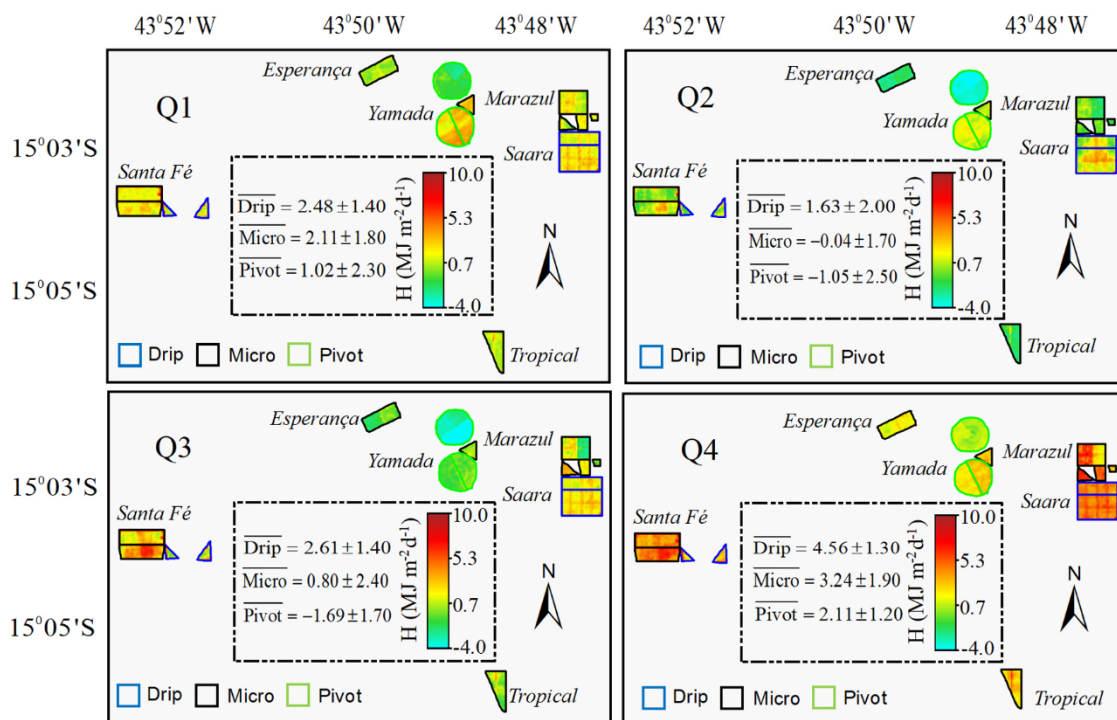 43°52'W 43°50'W 43°48'W 43°52'W 43°50'W 43°48'W
Q1
Esperança
Yamada
Marazul
Saara
15°03'S
Santa Fé
Drip = 2.48 ± 1.40
Micro = 2.11 ± 1.80
Pivot = 1.02 ± 2.30
H (MJ m⁻² d⁻¹)
10.0
5.3
0.7
-4.0
N
15°05'S
Drip Micro Pivot
Tropical
Q2
Esperança
Yamada
Marazul
Saara
Santa Fé
Drip = 1.63 ± 2.00
Micro = −0.04 ± 1.70
Pivot = −1.05 ± 2.50
H (MJ m⁻² d⁻¹)
10.0
5.3
0.7
-4.0
N
Drip Micro Pivot
Tropical
Q3
Esperança
Yamada
Marazul
Saara
15°03'S
Santa Fé
Drip = 2.61 ± 1.40
Micro = 0.80 ± 2.40
Pivot = −1.69 ± 1.70
H (MJ m⁻² d⁻¹)
10.0
5.3
0.7
-4.0
N
15°05'S
Drip Micro Pivot
Tropical
Q4
Esperança
Yamada
Marazul
Saara
Santa Fé
Drip = 4.56 ± 1.30
Micro = 3.24 ± 1.90
Pivot = 2.11 ± 1.20
H (MJ m⁻² d⁻¹)
10.0
5.3
0.7
-4.0
N
Drip Micro Pivot
Tropical